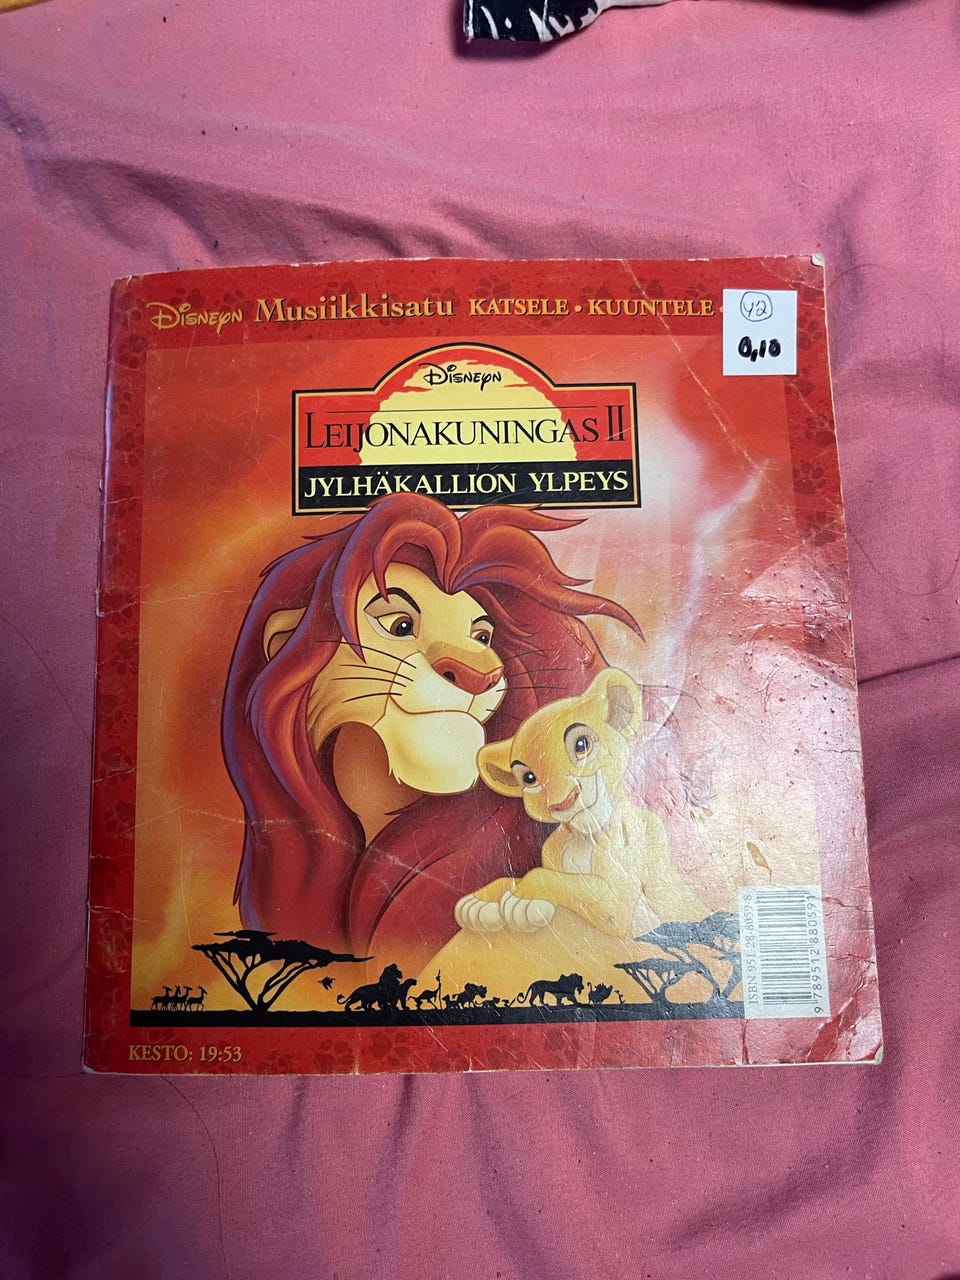 Disneyn Musiikkisatu KATSELE • KUUNTELE •
42
0,10
Disneyn
LEIJONAKUNINGAS II
JYLHÄKALLION YLPEYS
ISBN 951-28-8059-8
9 789512 880591
KESTO: 19:53